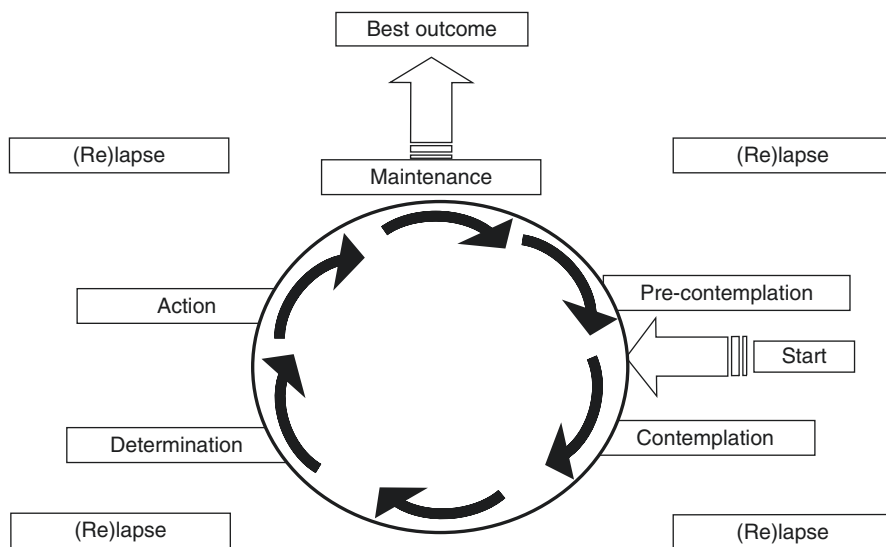 Best outcome
(Re)lapse
(Re)lapse
Maintenance
Pre-contemplation
Action
Start
Determination
Contemplation
(Re)lapse
(Re)lapse